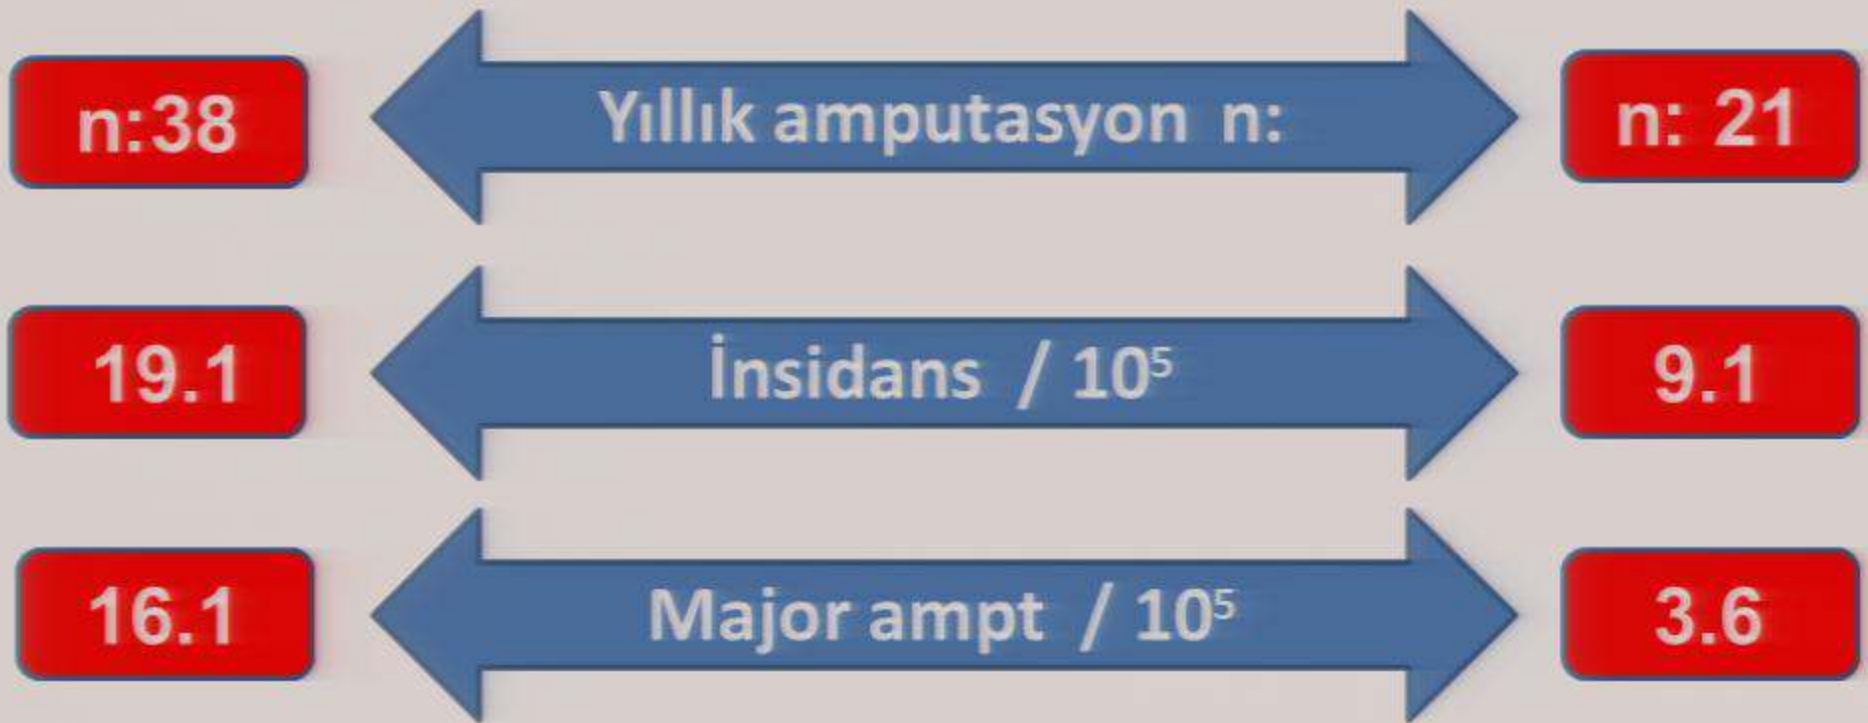 n:38 Yıllık amputasyon n: n: 21
19.1 İnsidans / 10⁵ 9.1
16.1 Major ampt / 10⁵ 3.6